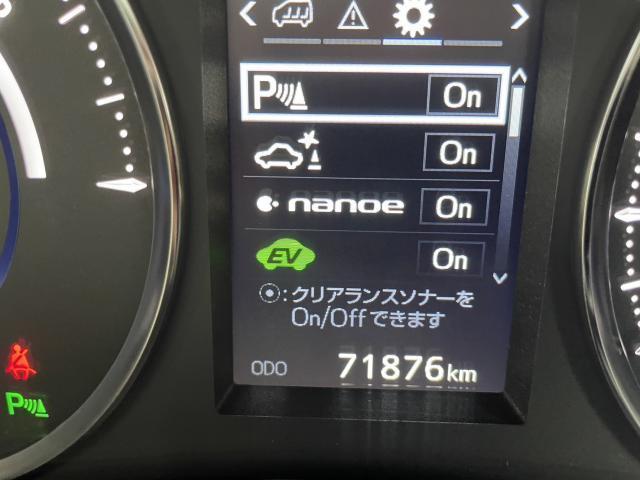 P On
On
nanoe On
EV On
:クリアランスソナーを
On/Offできます
ODO 71876km
P